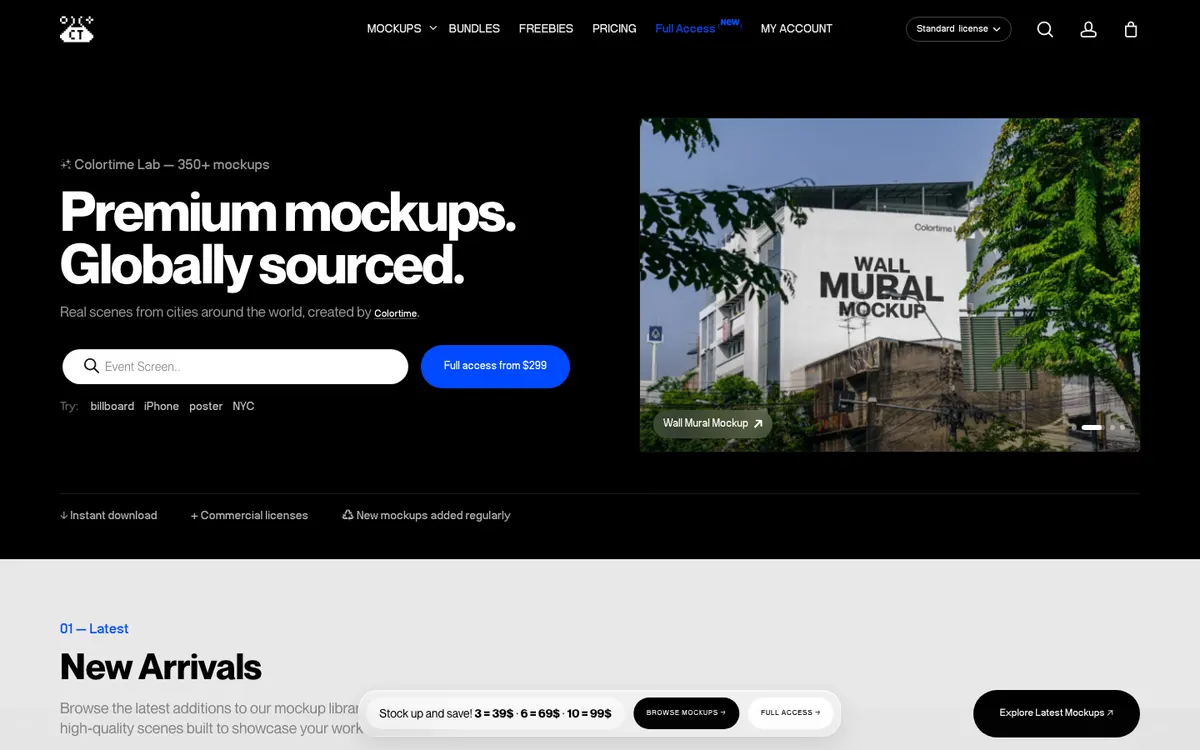 CT
MOCKUPS
BUNDLES
FREEBIES
PRICING
Full Access NEW
MY ACCOUNT
Standard license
Colortime Lab — 350+ mockups
Premium mockups.
Globally sourced.
Real scenes from cities around the world, created by Colortime.
Event Screen..
Full access from $299
Try: billboard iPhone poster NYC
Colortime L
WALL
MURAL
MOCKUP
Wall Mural Mockup
↓ Instant download
+ Commercial licenses
♺ New mockups added regularly
01 — Latest
New Arrivals
Browse the latest additions to our mockup librar
high-quality scenes built to showcase your work
Stock up and save! 3 = 39$ · 6 = 69$ · 10 = 99$
BROWSE MOCKUPS →
FULL ACCESS →
Explore Latest Mockups ↗